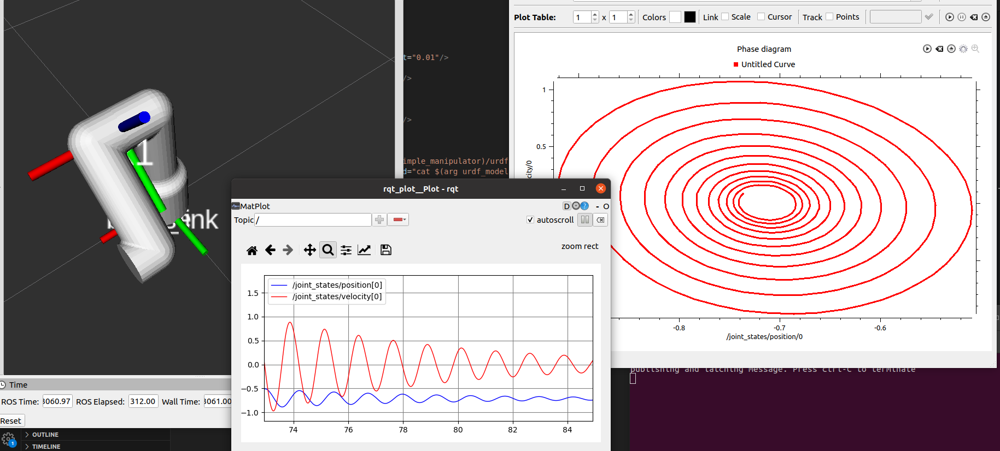 t="0.01"/>
/>
/>
imple_manipulator)/urdf
d="cat $(arg urdf_model
1
ink
Plot Table:
1 x 1
Colors
Link
Scale
Cursor
Track
Points
Phase diagram
Untitled Curve
1
0.5
city/0
-0.8
-0.7
-0.6
/joint_states/position/0
rqt_plot__Plot - rqt
MatPlot
D
?
- O
Topic /
autoscroll
zoom rect
/joint_states/position[0]
/joint_states/velocity[0]
1.5
1.0
0.5
0.0
−0.5
−1.0
74
76
78
80
82
84
Time
ROS Time: 3060.97 ROS Elapsed: 312.00 Wall Time: 3061.00
Reset
1
OUTLINE
TIMELINE
publishing and latching message. Press ctrl-C to terminate